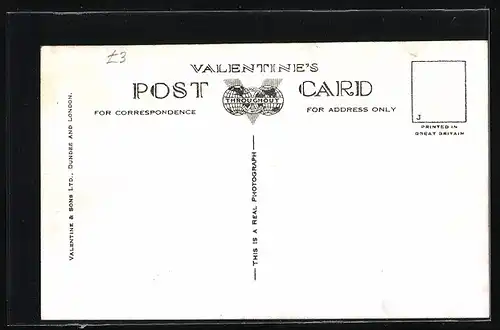 £3
VALENTINE'S
POST CARD
THROUGHOUT
FOR CORRESPONDENCE
FOR ADDRESS ONLY
J
PRINTED IN
GREAT BRITAIN
VALENTINE & SONS LTD., DUNDEE AND LONDON.
THIS IS A REAL PHOTOGRAPH